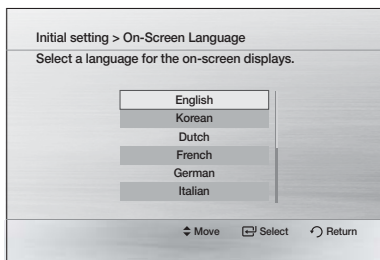 Initial setting > On-Screen Language
Select a language for the on-screen displays.
English
Korean
Dutch
French
German
Italian
Move Select Return